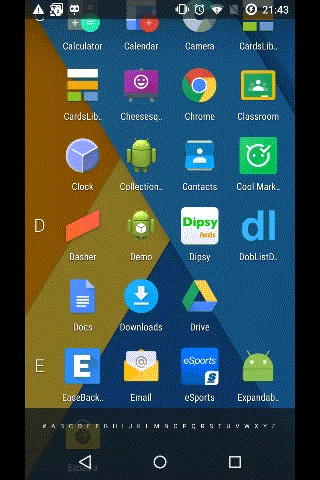 21:43
C
Calculator Calendar Camera CardsLib..
CardsLib.. Cheesesq.. Chrome Classroom
Clock Collection.. Contacts Cool Mark..
D
Dipsy
hello
dl
Dasher Demo Dipsy DobListD..
Docs Downloads Drive
E
E
@
eSports
S
EaseBack.. Email eSports Expandab..
# A B C D E F G H I J K L M N O P Q R S T U V W X Y Z